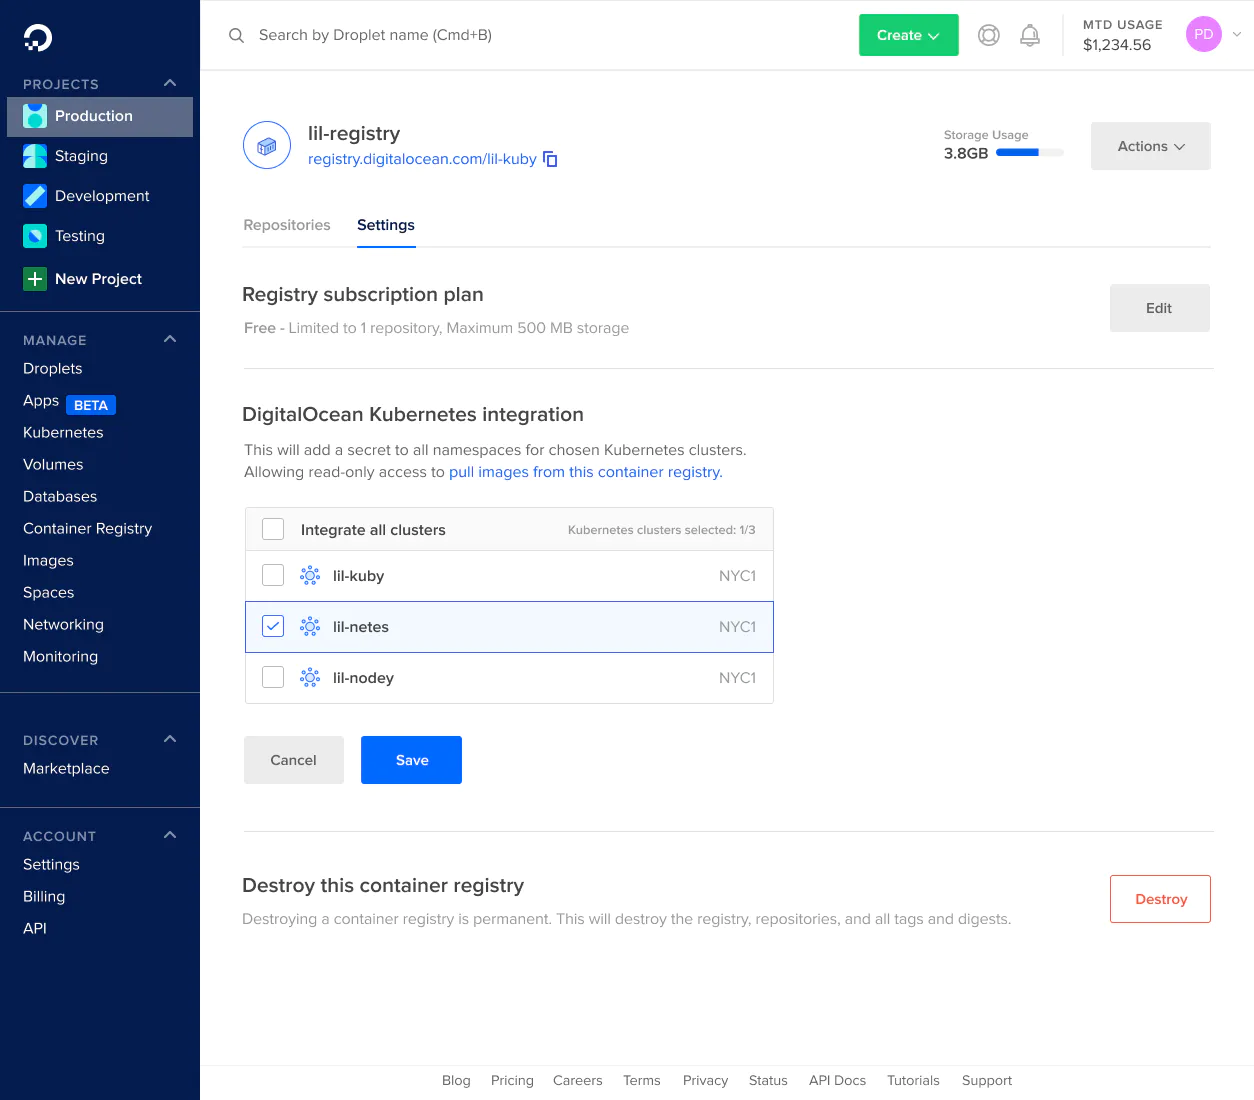 Search by Droplet name (Cmd+B)
Create
MTD USAGE
$1,234.56
PD
PROJECTS
Production
Staging
Development
Testing
New Project
MANAGE
Droplets
Apps BETA
Kubernetes
Volumes
Databases
Container Registry
Images
Spaces
Networking
Monitoring
DISCOVER
Marketplace
ACCOUNT
Settings
Billing
API
lil-registry
registry.digitalocean.com/lil-kuby
Storage Usage
3.8GB
Actions
Repositories Settings
Registry subscription plan
Free - Limited to 1 repository, Maximum 500 MB storage
Edit
DigitalOcean Kubernetes integration
This will add a secret to all namespaces for chosen Kubernetes clusters.
Allowing read-only access to pull images from this container registry.
Integrate all clusters Kubernetes clusters selected: 1/3
lil-kuby NYC1
lil-netes NYC1
lil-nodey NYC1
Cancel Save
Destroy this container registry
Destroying a container registry is permanent. This will destroy the registry, repositories, and all tags and digests.
Destroy
Blog Pricing Careers Terms Privacy Status API Docs Tutorials Support